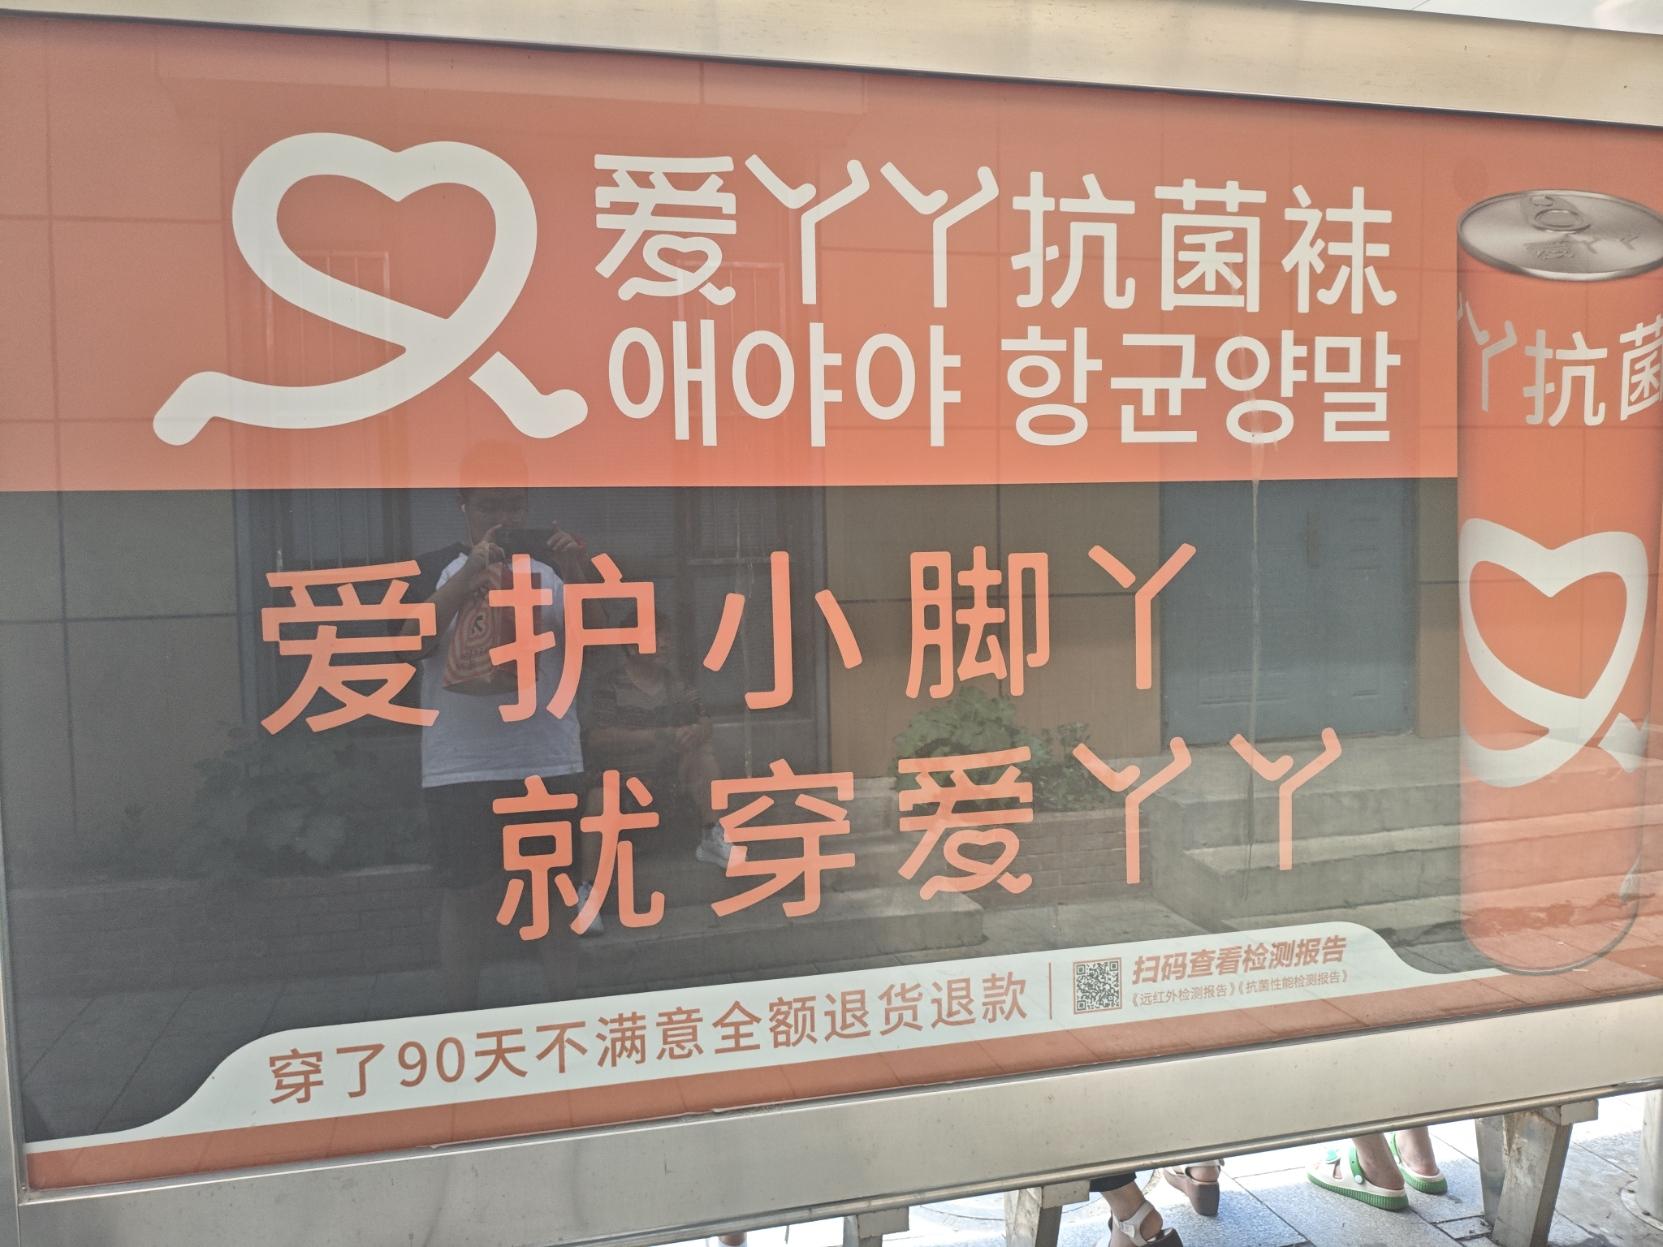 爱丫丫抗菌袜
애야야 항균양말
丫抗菌
爱护小脚丫
就穿爱丫丫
穿了90天不满意全额退货退款
扫码查看检测报告
《远红外检测报告》《抗菌性能检测报告》